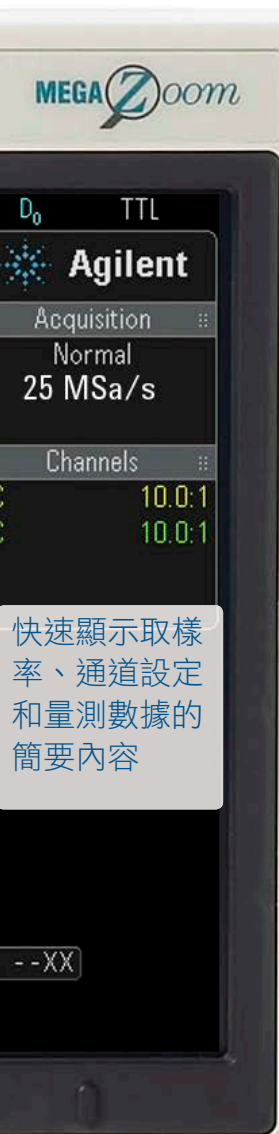 MEGA Zoom
D₀ TTL
Agilent
Acquisition
Normal
25 MSa/s
Channels
C 10.0:1
C 10.0:1
快速顯示取樣
率、通道設定
和量測數據的
簡要內容
--XX